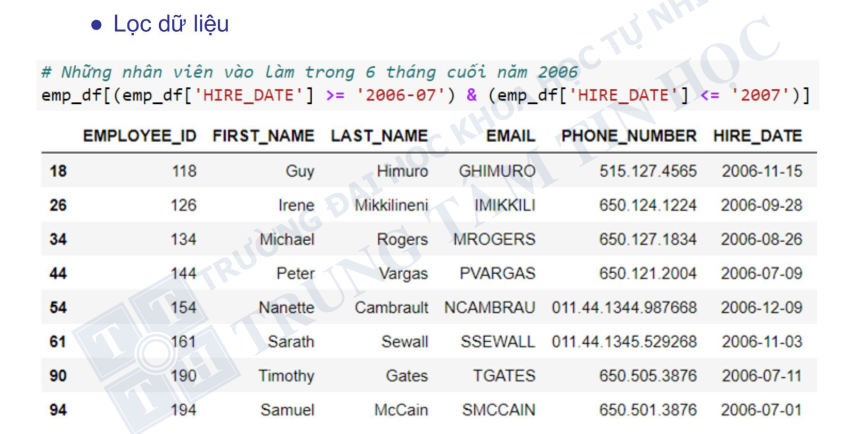 ● Lọc dữ liệu
# Những nhân viên vào làm trong 6 tháng cuối năm 2006
emp_df[(emp_df['HIRE_DATE'] >= '2006-07') & (emp_df['HIRE_DATE'] <= '2007')]
EMPLOYEE_ID FIRST_NAME LAST_NAME EMAIL PHONE_NUMBER HIRE_DATE
18 118 Guy Himuro GHIMURO 515.127.4565 2006-11-15
26 126 Irene Mikkilineni IMIKKILI 650.124.1224 2006-09-28
34 134 Michael Rogers MROGERS 650.127.1834 2006-08-26
44 144 Peter Vargas PVARGAS 650.121.2004 2006-07-09
54 154 Nanette Cambrault NCAMBRAU 011.44.1344.987668 2006-12-09
61 161 Sarath Sewall SSEWALL 011.44.1345.529268 2006-11-03
90 190 Timothy Gates TGATES 650.505.3876 2006-07-11
94 194 Samuel McCain SMCCAIN 650.501.3876 2006-07-01
TRƯỜNG ĐẠI HỌC KHOA HỌC TỰ NHI
TRUNG TÂM TIN HỌC
T T
T H